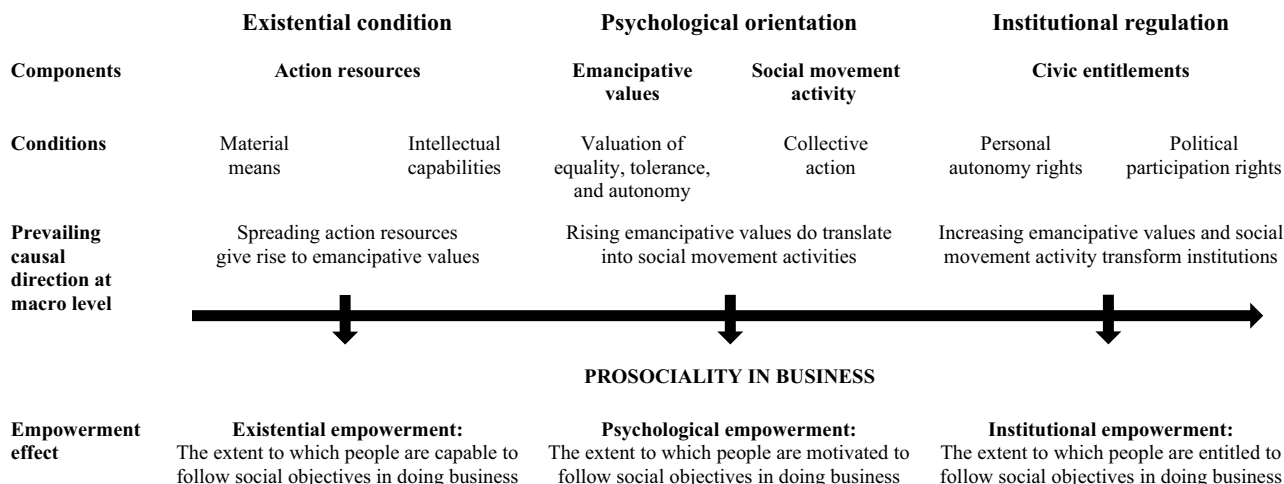 Existential condition Psychological orientation Institutional regulation
Components Action resources Emancipative values Social movement activity Civic entitlements
Conditions Material means Intellectual capabilities Valuation of equality, tolerance, and autonomy Collective action Personal autonomy rights Political participation rights
Prevailing causal direction at macro level
Spreading action resources
give rise to emancipative values
Rising emancipative values do translate
into social movement activities
Increasing emancipative values and social
movement activity transform institutions
PROSOCIALITY IN BUSINESS
Empowerment effect
Existential empowerment:
The extent to which people are capable to
follow social objectives in doing business
Psychological empowerment:
The extent to which people are motivated to
follow social objectives in doing business
Institutional empowerment:
The extent to which people are entitled to
follow social objectives in doing business